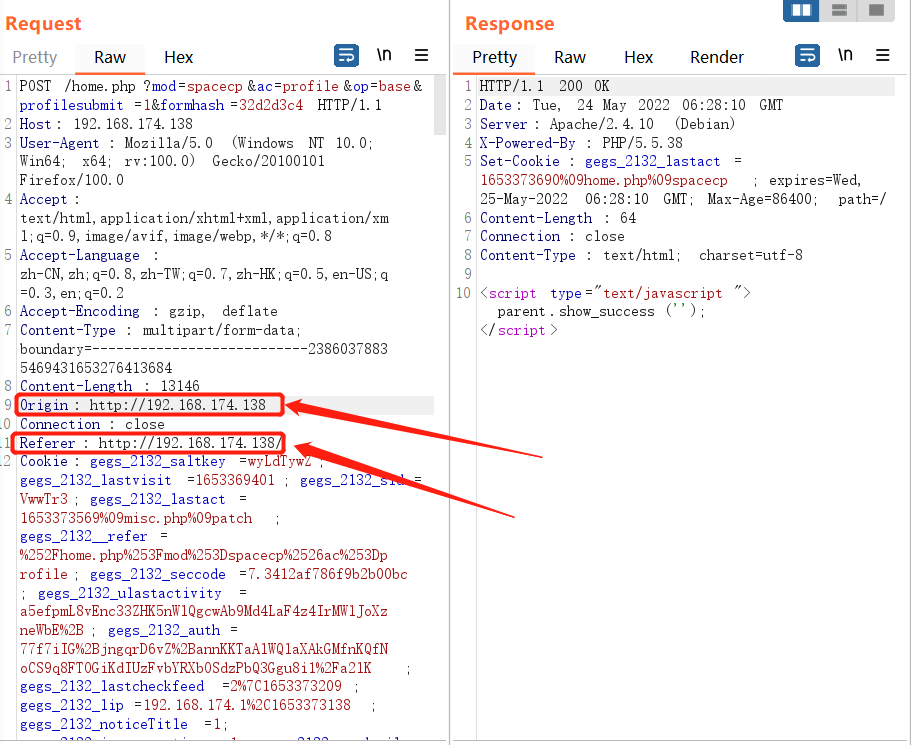 Request
Pretty Raw Hex \n
1 POST /home.php ?mod=spacecp &ac=profile &op=base&
profilesubmit =1&formhash =32d2d3c4 HTTP/1.1
2 Host : 192.168.174.138
3 User-Agent : Mozilla/5.0 (Windows NT 10.0;
Win64; x64; rv:100.0) Gecko/20100101
Firefox/100.0
4 Accept :
text/html,application/xhtml+xml,application/xm
l;q=0.9,image/avif,image/webp,*/*;q=0.8
5 Accept-Language :
zh-CN,zh;q=0.8,zh-TW;q=0.7,zh-HK;q=0.5,en-US;q
=0.3,en;q=0.2
6 Accept-Encoding : gzip, deflate
7 Content-Type : multipart/form-data;
boundary=---------------------------2386037883
5469431653276413684
8 Content-Length : 13146
9 Origin : http://192.168.174.138
10 Connection : close
11 Referer : http://192.168.174.138/
12 Cookie : gegs_2132_saltkey =wyLdTywZ ;
gegs_2132_lastvisit =1653369401 ; gegs_2132_sid =
VwwTr3 ; gegs_2132_lastact =
1653373569%09misc.php%09patch ;
gegs_2132__refer =
%252Fhome.php%253Fmod%253Dspacecp%2526ac%253Dp
rofile ; gegs_2132_seccode =7.3412af786f9b2b00bc
; gegs_2132_ulastactivity =
a5efpmL8vEnc33ZHK5nWlQgcwAb9Md4LaF4z4IrMWlJoXz
neWbE%2B ; gegs_2132_auth =
77f7iIG%2BjngqrD6vZ%2BannKKTaAlWQlaXAkGMfnKQfN
oCS9q8FTOGiKdIUzFvbYRXb0SdzPbQ3Ggu8i1%2Fa2lK ;
gegs_2132_lastcheckfeed =2%7C1653373209 ;
gegs_2132_lip =192.168.174.1%2C1653373138 ;
gegs_2132_noticeTitle =1;
Response
Pretty Raw Hex Render \n
1 HTTP/1.1 200 OK
2 Date : Tue, 24 May 2022 06:28:10 GMT
3 Server : Apache/2.4.10 (Debian)
4 X-Powered-By : PHP/5.5.38
5 Set-Cookie : gegs_2132_lastact =
1653373690%09home.php%09spacecp ; expires=Wed,
25-May-2022 06:28:10 GMT; Max-Age=86400; path=/
6 Content-Length : 64
7 Connection : close
8 Content-Type : text/html; charset=utf-8
9
10 <script type ="text/javascript ">
parent . show_success ('');
</script >